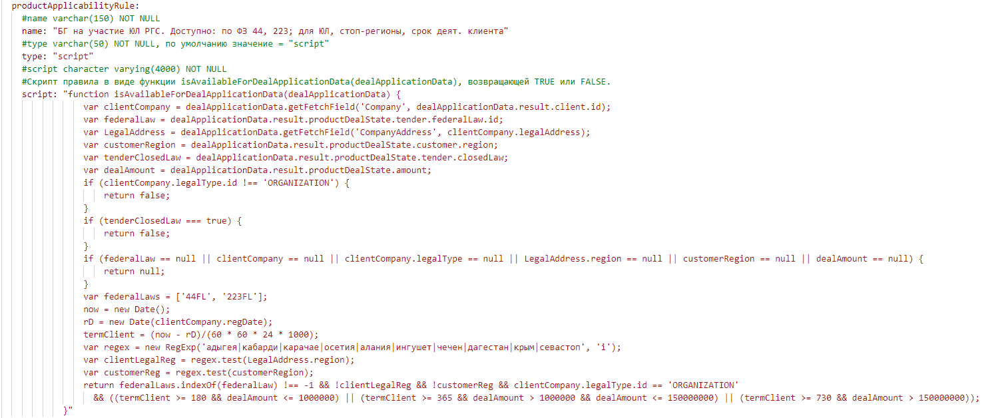 productApplicabilityRule:
#name varchar(150) NOT NULL
name: "БГ на участие ЮЛ РГС. Доступно: по ФЗ 44, 223; для ЮЛ, стоп-регионы, срок деят. клиента"
#type varchar(50) NOT NULL, по умолчанию значение = "script"
type: "script"
#script character varying(4000) NOT NULL
#Скрипт правила в виде функции isAvailableForDealApplicationData(dealApplicationData), возвращающей TRUE или FALSE.
script: "function isAvailableForDealApplicationData(dealApplicationData) {
var clientCompany = dealApplicationData.getFetchField('Company', dealApplicationData.result.client.id);
var federalLaw = dealApplicationData.result.productDealState.tender.federalLaw.id;
var LegalAddress = dealApplicationData.getFetchField('CompanyAddress', clientCompany.legalAddress);
var customerRegion = dealApplicationData.result.productDealState.customer.region;
var tenderClosedLaw = dealApplicationData.result.productDealState.tender.closedLaw;
var dealAmount = dealApplicationData.result.productDealState.amount;
if (clientCompany.legalType.id !== 'ORGANIZATION') {
return false;
}
if (tenderClosedLaw === true) {
return false;
}
if (federalLaw == null || clientCompany == null || clientCompany.legalType == null || LegalAddress.region == null || customerRegion == null || dealAmount == null) {
return null;
}
var federalLaws = ['44FL', '223FL'];
now = new Date();
rD = new Date(clientCompany.regDate);
termClient = (now - rD)/(60 * 60 * 24 * 1000);
var regex = new RegExp('адыгея|кабарди|карачае|осетия|алания|ингушет|чечен|дагестан|крым|севастоп', 'i');
var clientLegalReg = regex.test(LegalAddress.region);
var customerReg = regex.test(customerRegion);
return federalLaws.indexOf(federalLaw) !== -1 && !clientLegalReg && !customerReg && clientCompany.legalType.id == 'ORGANIZATION'
&& ((termClient >= 180 && dealAmount <= 1000000) || (termClient >= 365 && dealAmount > 1000000 && dealAmount <= 150000000) || (termClient >= 730 && dealAmount > 150000000));
}"